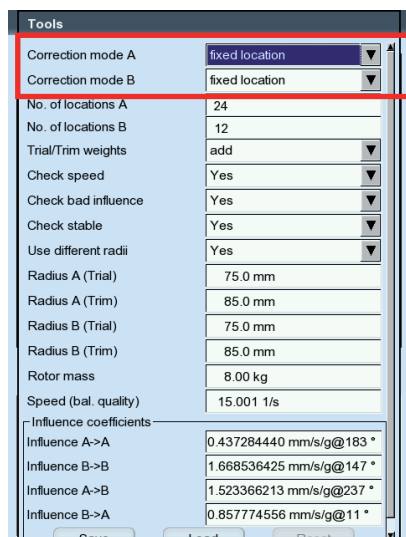 Tools
Correction mode A fixed location
Correction mode B fixed location
No. of locations A 24
No. of locations B 12
Trial/Trim weights add
Check speed Yes
Check bad influence Yes
Check stable Yes
Use different radii Yes
Radius A (Trial) 75.0 mm
Radius A (Trim) 85.0 mm
Radius B (Trial) 75.0 mm
Radius B (Trim) 85.0 mm
Rotor mass 8.00 kg
Speed (bal. quality) 15.001 1/s
Influence coefficients
Influence A->A 0.437284440 mm/s/g@183 °
Influence B->B 1.668536425 mm/s/g@147 °
Influence A->B 1.523366213 mm/s/g@237 °
Influence B->A 0.857774556 mm/s/g@11 °
Save Load Reset